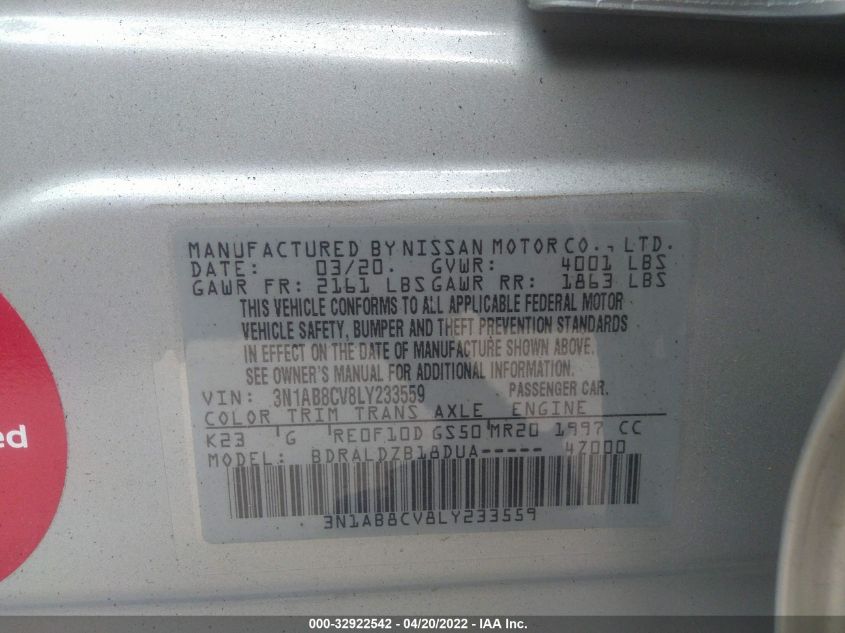 MANUFACTURED BY NISSAN MOTOR CO., LTD.
DATE: 03/20. GVWR: 4001 LBS
GAWR FR: 2161 LBS GAWR RR: 1863 LBS
THIS VEHICLE CONFORMS TO ALL APPLICABLE FEDERAL MOTOR
VEHICLE SAFETY, BUMPER AND THEFT PREVENTION STANDARDS
IN EFFECT ON THE DATE OF MANUFACTURE SHOWN ABOVE.
SEE OWNER'S MANUAL FOR ADDITIONAL INFORMATION.
VIN: 3N1AB8CV8LY233559 PASSENGER CAR.
COLOR TRIM TRANS AXLE ENGINE
ed
K23 G RE0F10D GS50 MR20 1997 CC
MODEL: BDRALDZB18DUA----- 47000
3N1AB8CV8LY233559
000-32922542 - 04/20/2022 - IAA Inc.